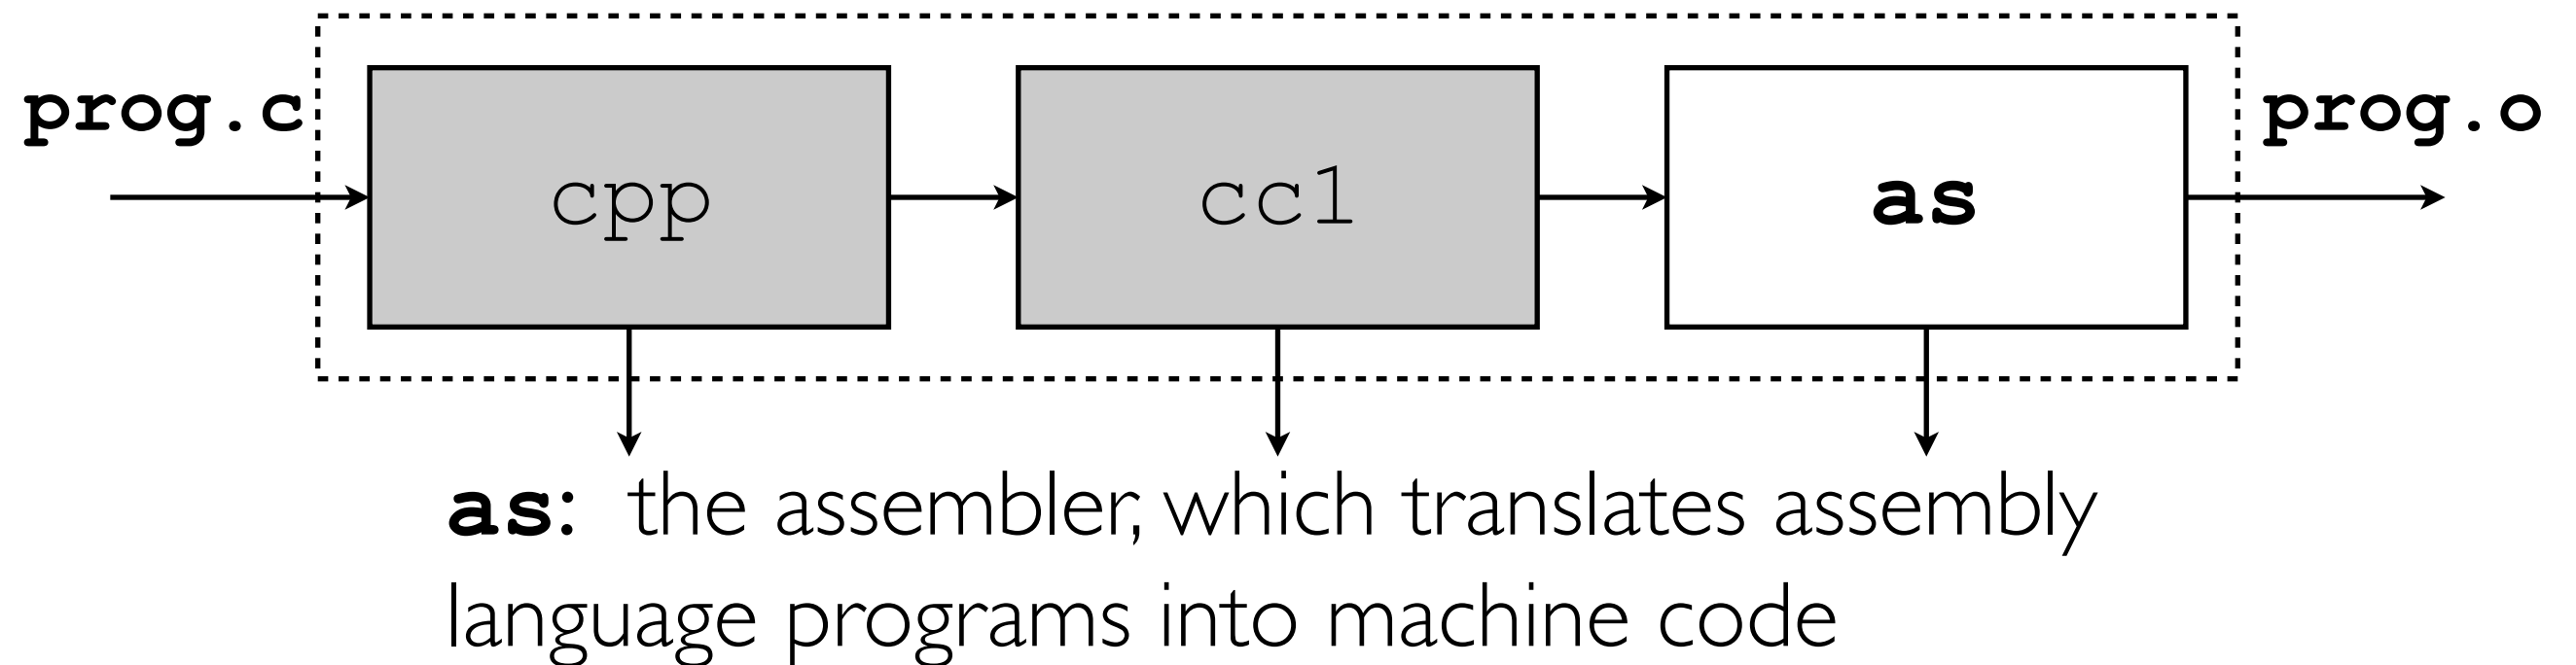 prog.c
prog.o
cpp
cc1
as
as: the assembler, which translates assembly
language programs into machine code